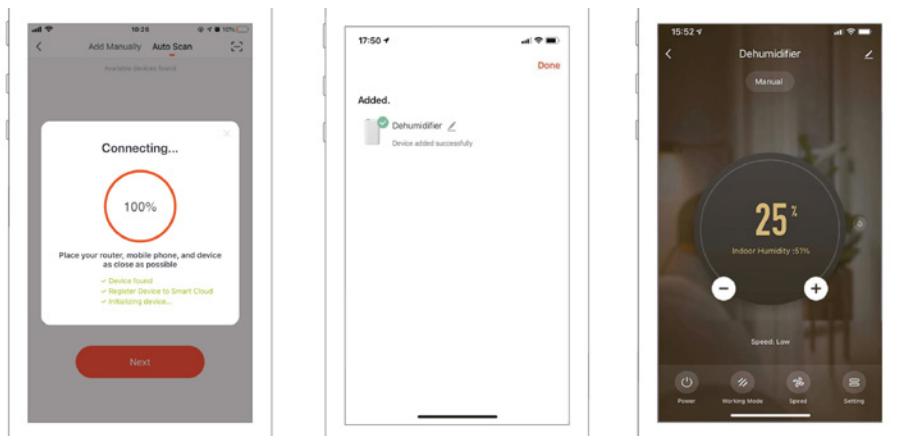 10:26
10%
Add Manually Auto Scan
Available devices found
Connecting...
100%
Place your router, mobile phone, and device
as close as possible
✓ Device found
✓ Register Device to Smart Cloud
✓ Initializing device...
Next
17:50
Done
Added.
Dehumidifier
Device added successfully
15:52
Dehumidifier
Manual
25 %
Indoor Humidity :51%
Speed: Low
Power Working Mode Speed Setting